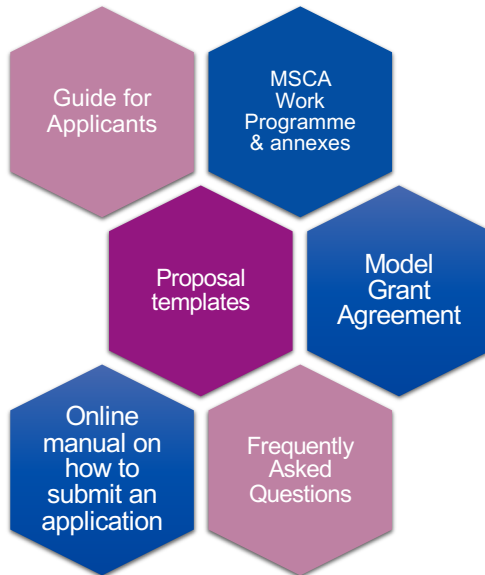 Guide for
Applicants
MSCA
Work
Programme
& annexes
Proposal
templates
Model
Grant
Agreement
Online
manual on
how to
submit an
application
Frequently
Asked
Questions